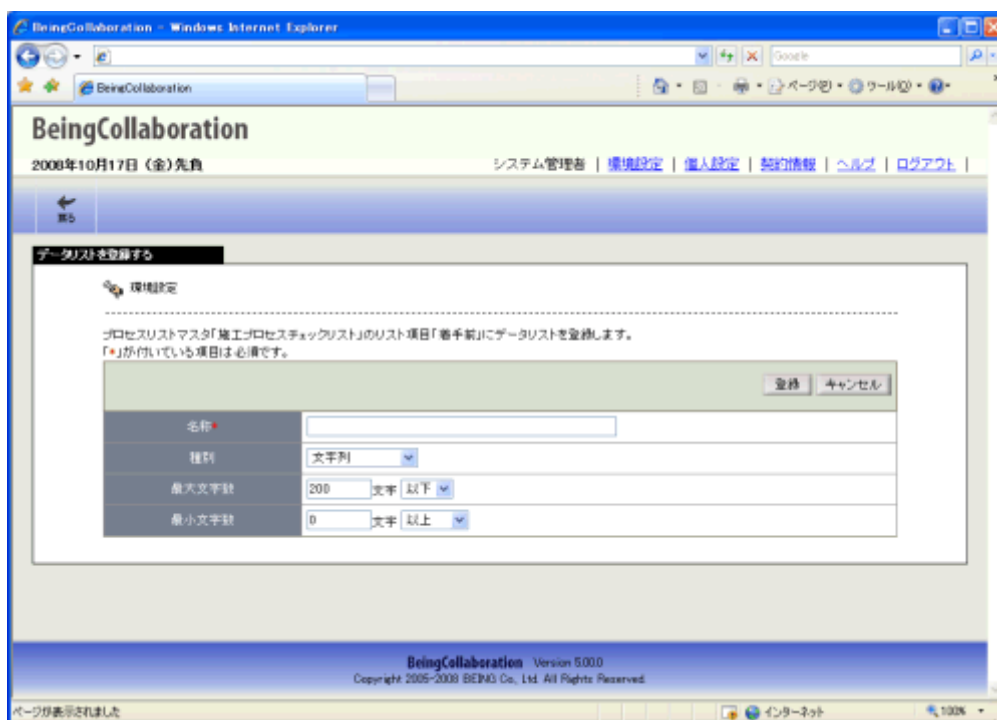 BeingCollaboration - Windows Internet Explorer
Google
BeingCollaboration
ページ(P) ツール(O)
BeingCollaboration
2008年10月17日 (金)先負
システム管理者 | 環境設定 | 個人設定 | 契約情報 | ヘルプ | ログアウト |
戻る
データリストを登録する
環境設定
プロセスリストマスタ「施工プロセスチェックリスト」のリスト項目「着手前」にデータリストを登録します。
「*」が付いている項目は必須です。
登録 キャンセル
名称*
種別 文字列
最大文字数 200 文字 以下
最小文字数 0 文字 以上
BeingCollaboration Version 5.00.0
Copyright 2005-2008 BEING Co., Ltd. All Rights Reserved.
ページが表示されました インターネット 100%